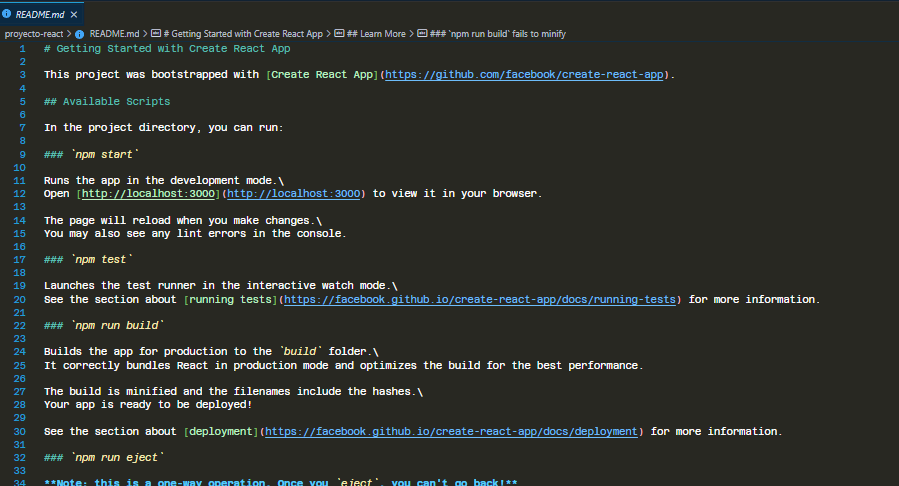 README.md
proyecto-react > README.md > # Getting Started with Create React App > ## Learn More > ### `npm run build` fails to minify
1 # Getting Started with Create React App
2
3 This project was bootstrapped with [Create React App](https://github.com/facebook/create-react-app).
4
5 ## Available Scripts
6
7 In the project directory, you can run:
8
9 ### `npm start`
10
11 Runs the app in the development mode.\
12 Open [http://localhost:3000](http://localhost:3000) to view it in your browser.
13
14 The page will reload when you make changes.\
15 You may also see any lint errors in the console.
16
17 ### `npm test`
18
19 Launches the test runner in the interactive watch mode.\
20 See the section about [running tests](https://facebook.github.io/create-react-app/docs/running-tests) for more information.
21
22 ### `npm run build`
23
24 Builds the app for production to the `build` folder.\
25 It correctly bundles React in production mode and optimizes the build for the best performance.
26
27 The build is minified and the filenames include the hashes.\
28 Your app is ready to be deployed!
29
30 See the section about [deployment](https://facebook.github.io/create-react-app/docs/deployment) for more information.
31
32 ### `npm run eject`
33
34 **Note: this is a one-way operation. Once you `eject`, you can't go back!**